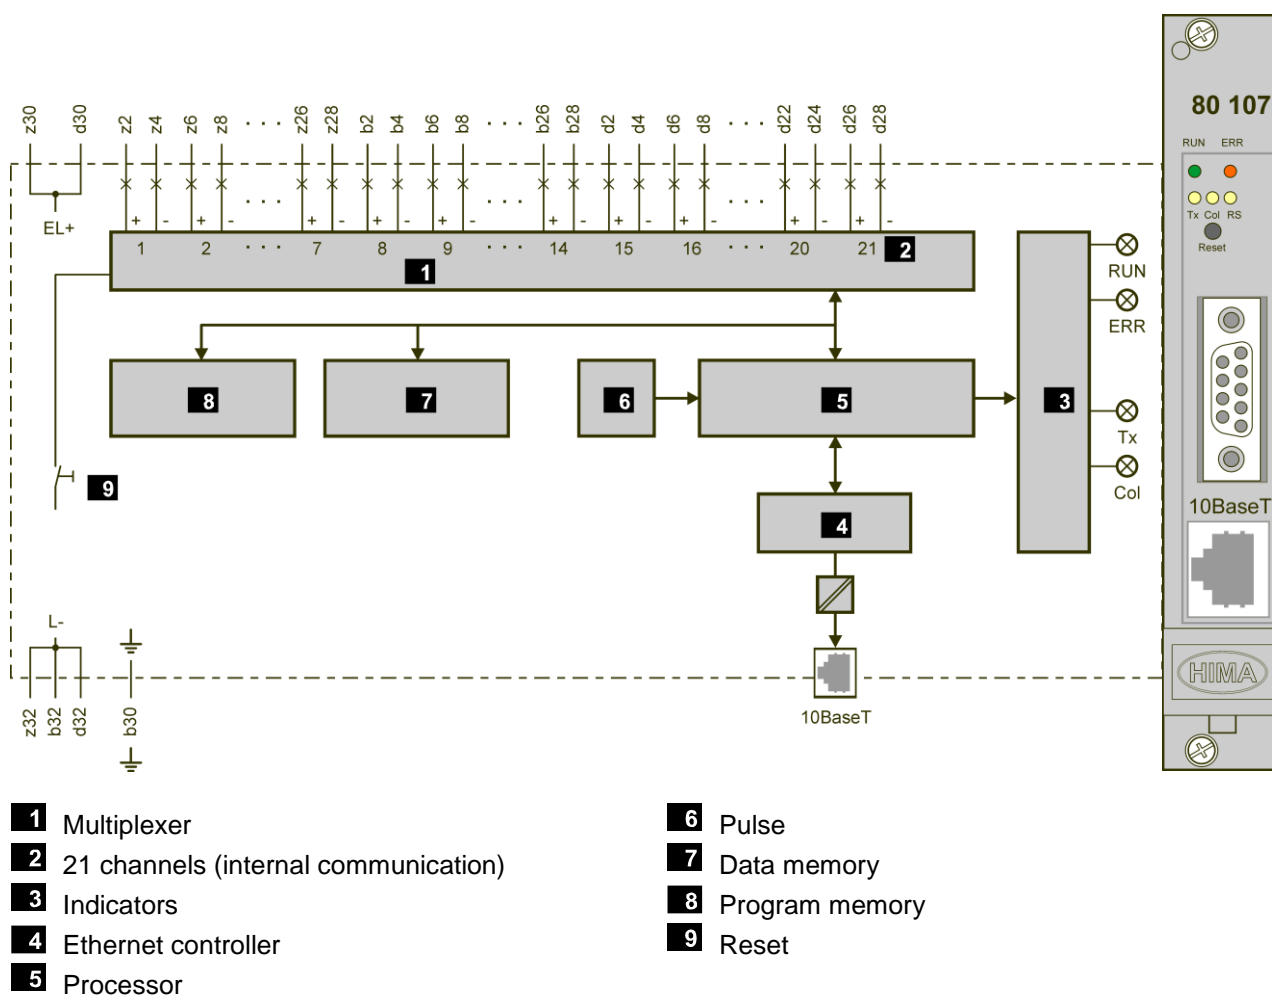 80 107
RUN ERR
z30 d30 z2 z4 z6 z8 · · · · z26 z28 b2 b4 b6 b8 · · · · b26 b28 d2 d4 d6 d8 · · · · d22 d24 d26 d28
Tx Col RS
Reset
EL+ + - + - · · · · + - + - + - · · · · + - + - + - · · · · + - + -
1 2 · · · · 7 8 9 · · · · 14 15 16 · · · · 20 21 2
1
RUN
ERR
8 7 6 5 3
Tx
9
Col
10BaseT
4
L-
HIMA
z32 b32 d32 b30
10BaseT
1 Multiplexer
2 21 channels (internal communication)
3 Indicators
4 Ethernet controller
5 Processor
6 Pulse
7 Data memory
8 Program memory
9 Reset